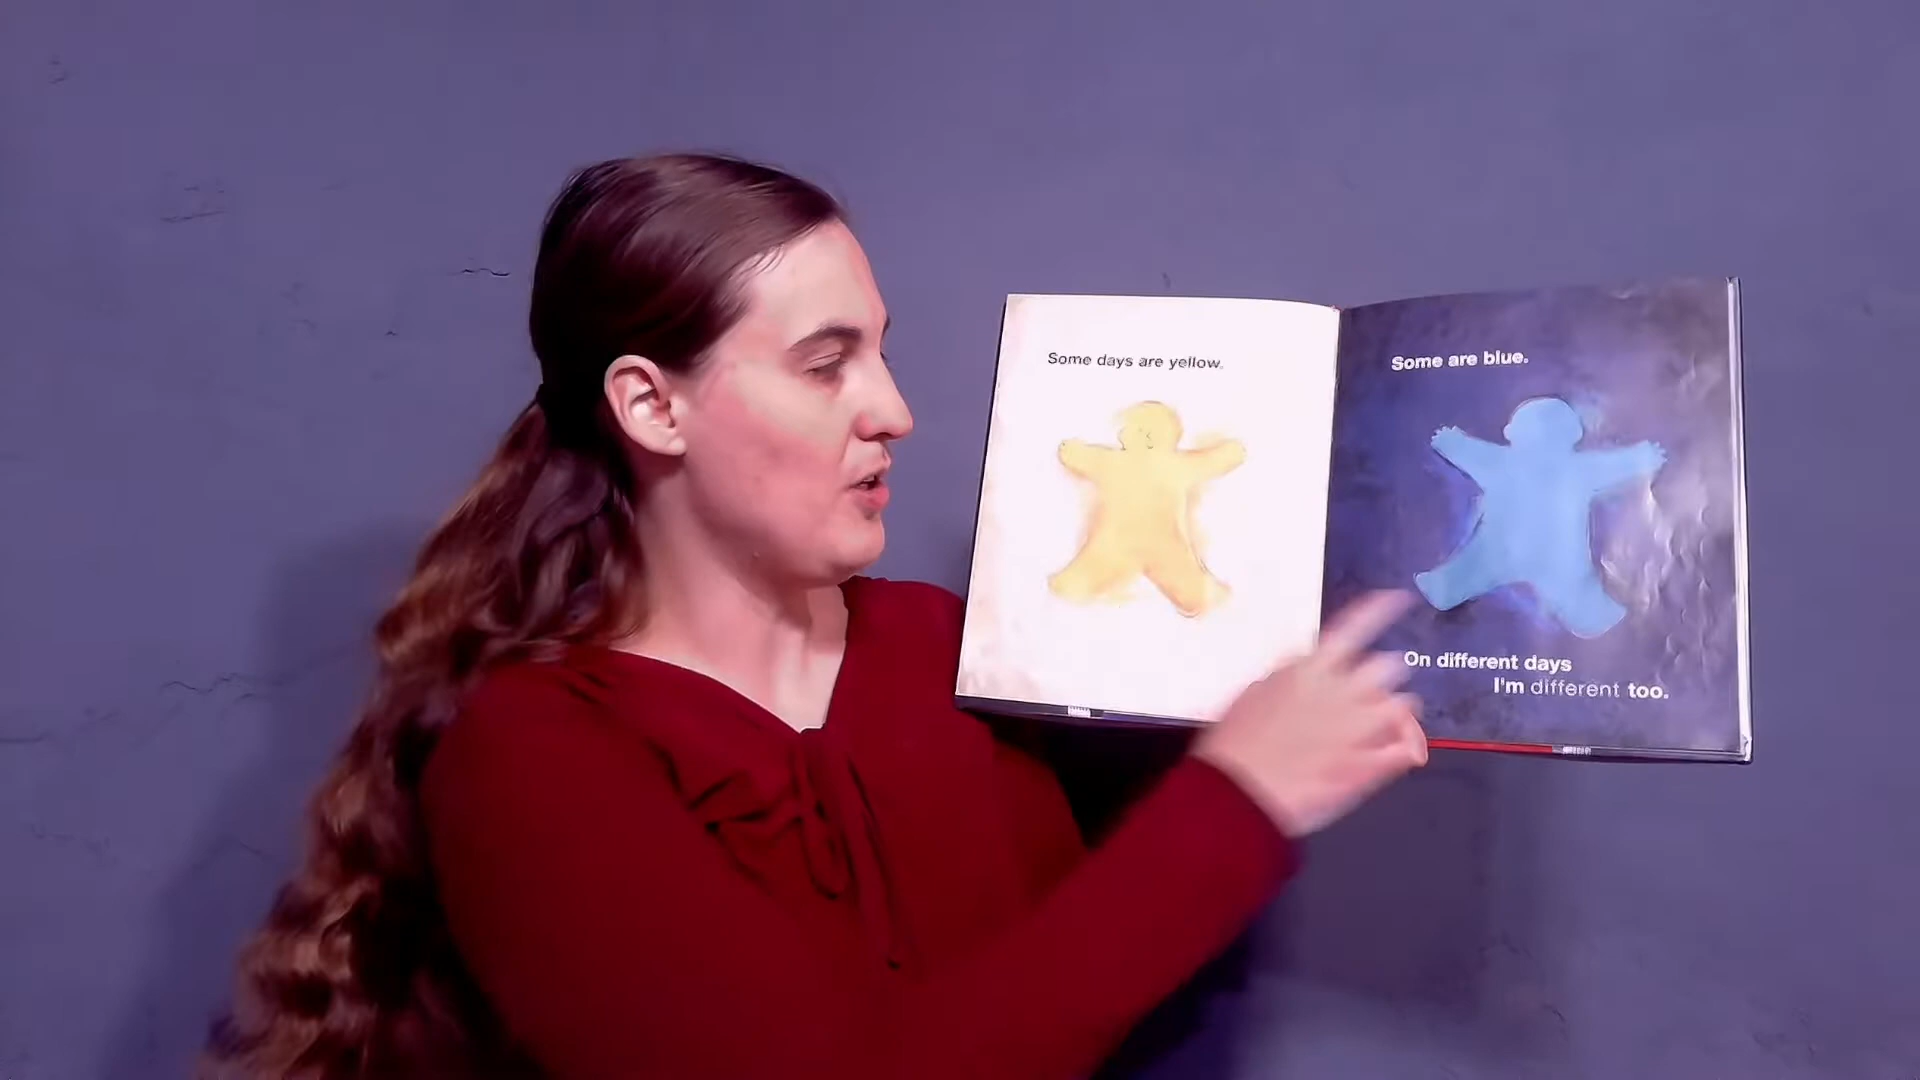 Some days are yellow.
Some are blue.
On different days
I'm different too.